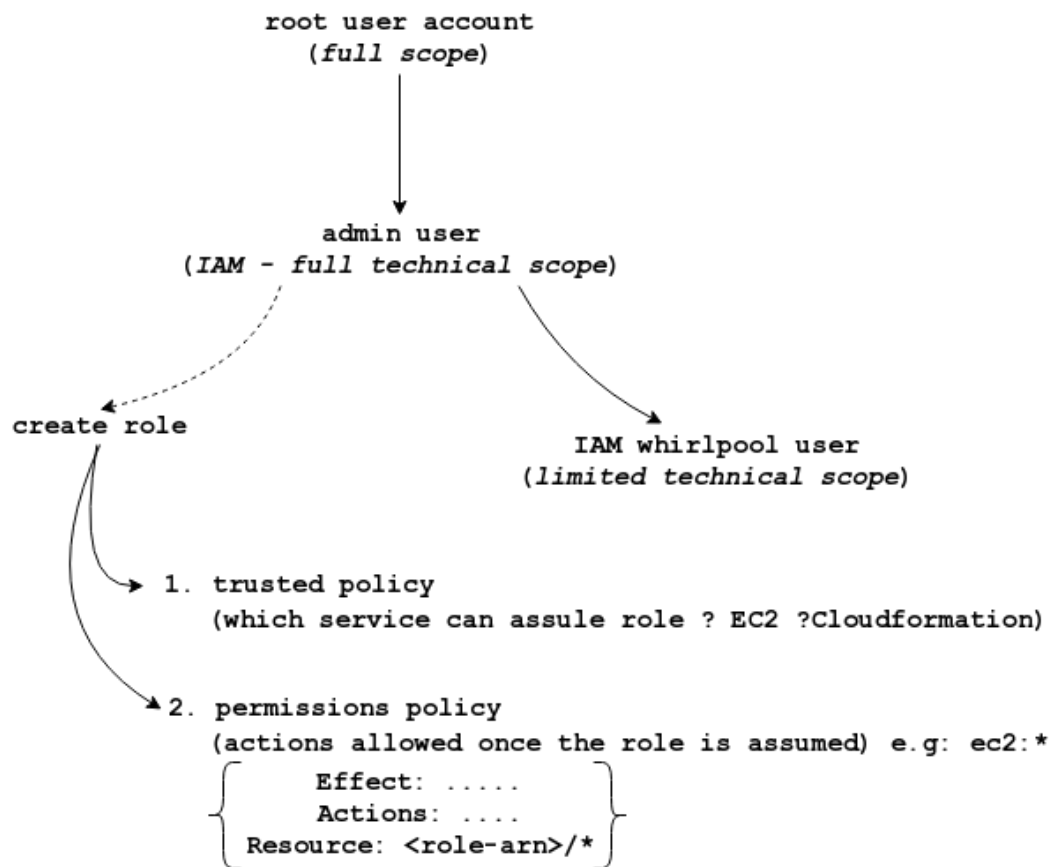 root user account
(full scope)
admin user
(IAM - full technical scope)
create role
IAM whirlpool user
(limited technical scope)
1. trusted policy
(which service can assule role ? EC2 ?Cloudformation)
2. permissions policy
(actions allowed once the role is assumed) e.g: ec2:*
Effect: .....
Actions: ....
Resource: <role-arn>/*